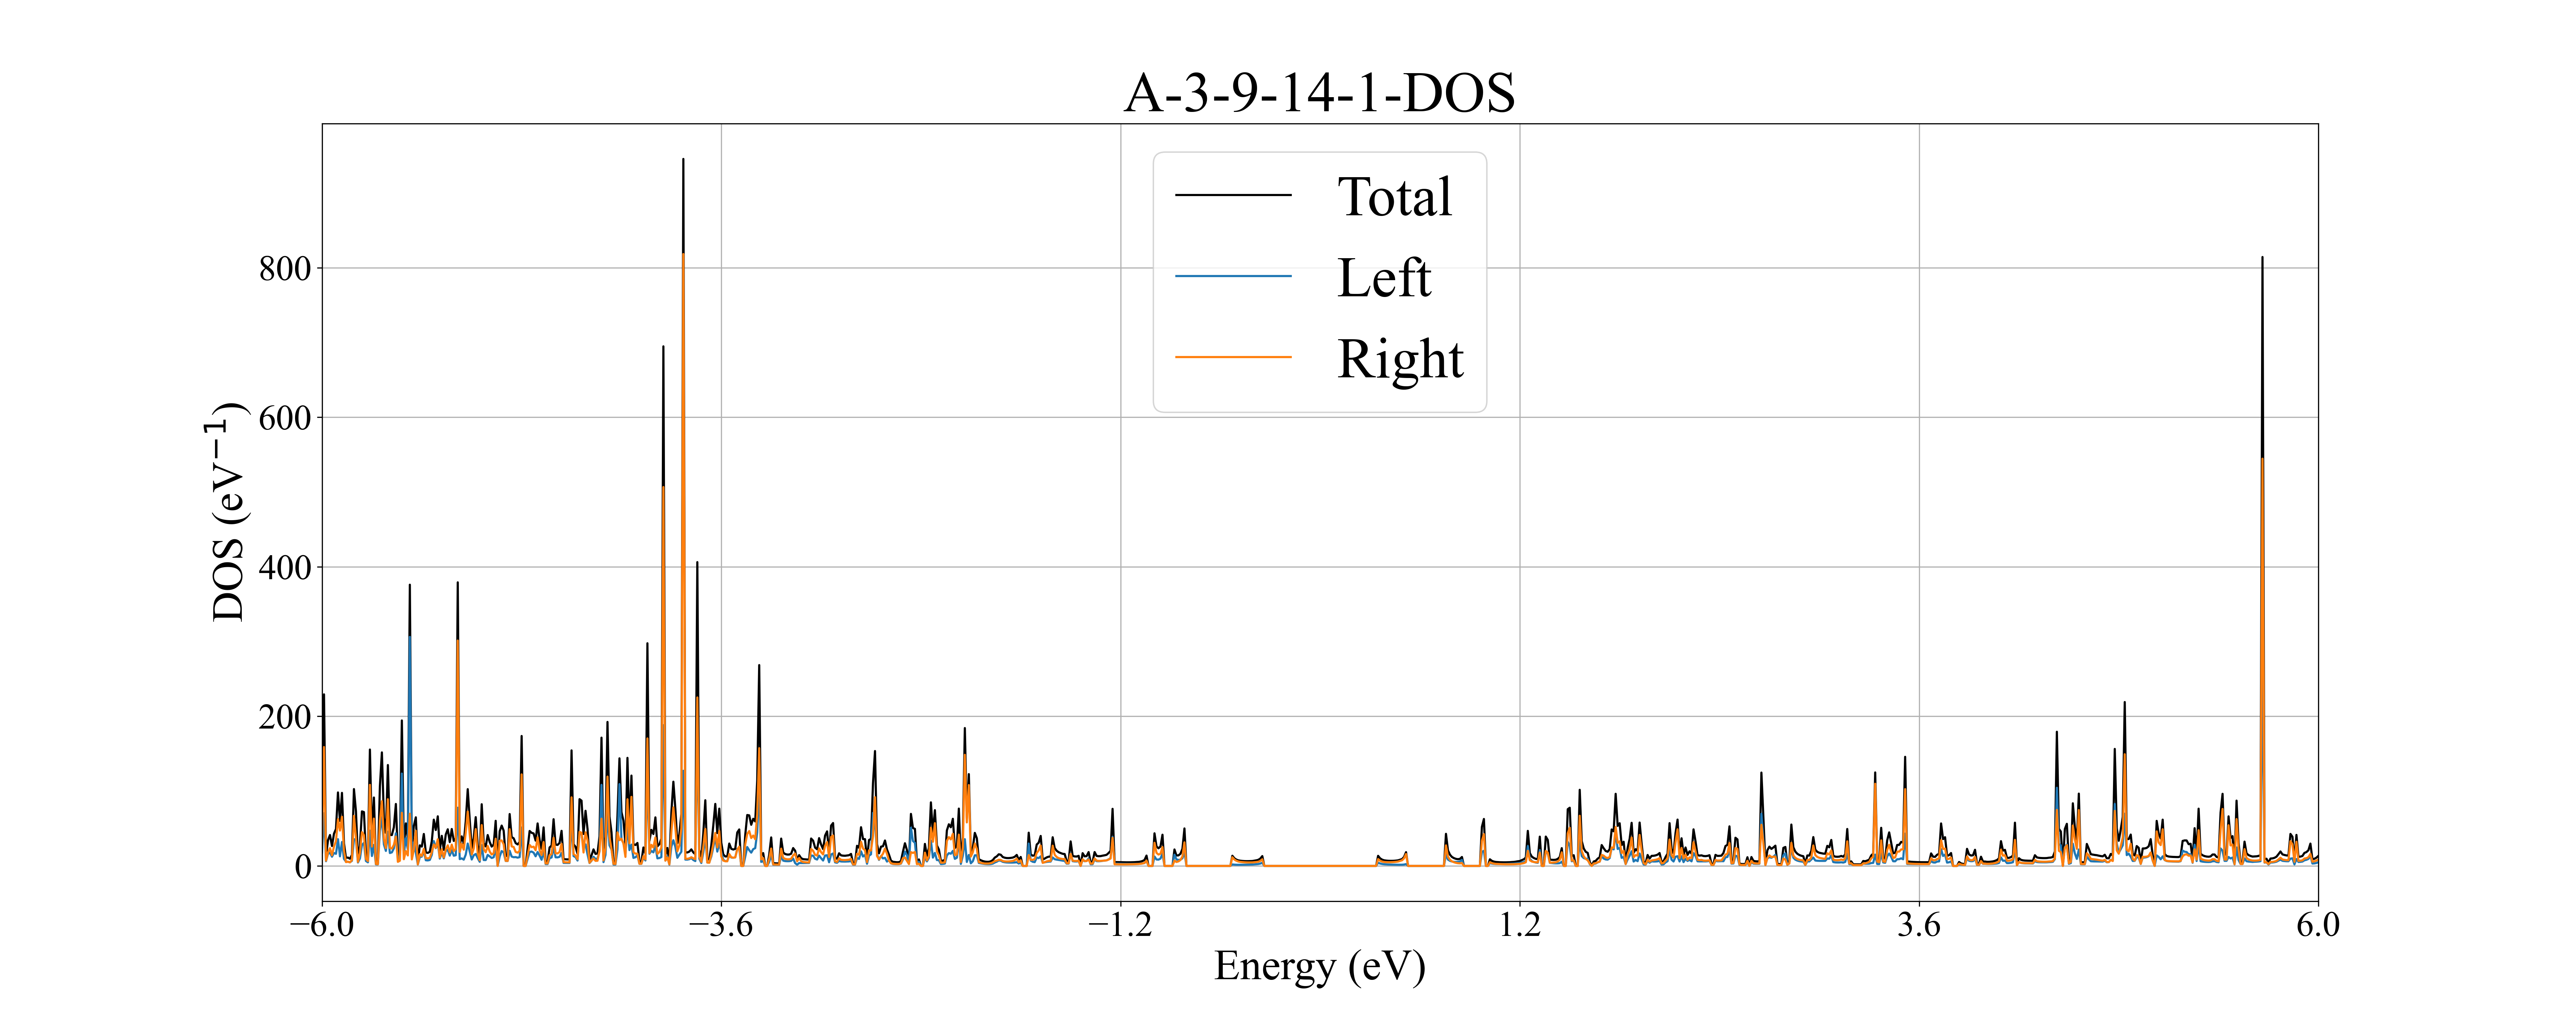 A-3-9-14-1-DOS
Total
Left
Right
800
600
400
200
0
DOS (eV⁻¹)
−6.0 −3.6 −1.2 1.2 3.6 6.0
Energy (eV)